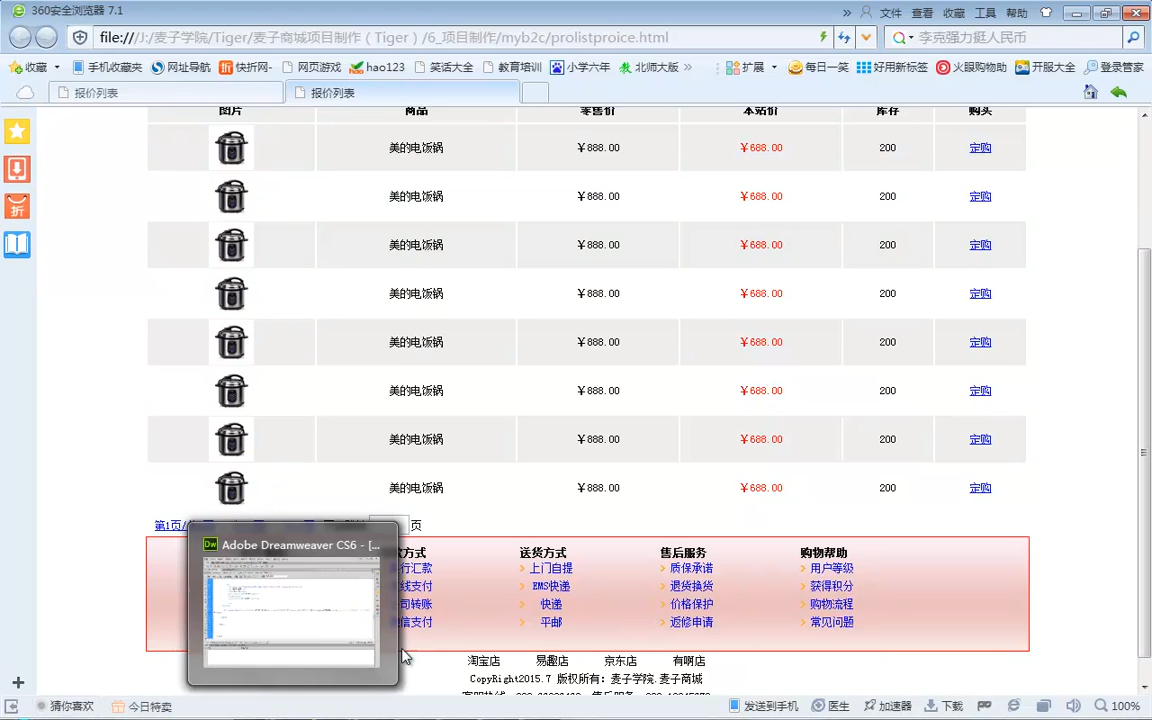 360安全浏览器 7.1
» 文件 查看 收藏 工具 帮助
file:///J:/麦子学院/Tiger/麦子商城项目制作（Tiger）/6_项目制作/myb2c/prolistproice.html
李克强力挺人民币
收藏 手机收藏夹 网址导航 快折网- 网页游戏 hao123 笑话大全 教育培训 小学六年 北师大版 » 扩展 每日一笑 好用新标签 火眼购物助 开服大全 登录管家
报价列表 报价列表
图片 商品 零售价 本站价 库存 购买
美的电饭锅 ￥888.00 ￥688.00 200 定购
美的电饭锅 ￥888.00 ￥688.00 200 定购
美的电饭锅 ￥888.00 ￥688.00 200 定购
美的电饭锅 ￥888.00 ￥688.00 200 定购
美的电饭锅 ￥888.00 ￥688.00 200 定购
美的电饭锅 ￥888.00 ￥688.00 200 定购
美的电饭锅 ￥888.00 ￥688.00 200 定购
美的电饭锅 ￥888.00 ￥688.00 200 定购
第1页/ 页
Adobe Dreamweaver CS6 - [...
方式 送货方式 售后服务 购物帮助
行汇款 上门自提 质保承诺 用户等级
线支付 EMS快递 退货换货 获得积分
司转账 快递 价格保护 购物流程
信支付 平邮 返修申请 常见问题
淘宝店 易趣店 京东店 有啊店
CopyRight2015.7 版权所有：麦子学院.麦子商城
猜你喜欢 今日特卖 发送到手机 医生 加速器 下载 100%